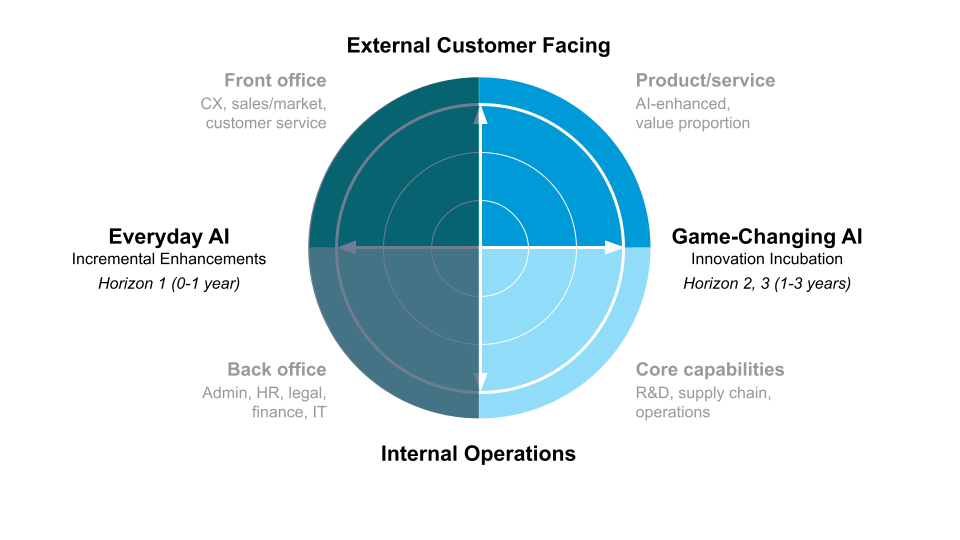 External Customer Facing
Front office
CX, sales/market,
customer service
Product/service
AI-enhanced,
value proportion
Everyday AI
Incremental Enhancements
Horizon 1 (0-1 year)
Game-Changing AI
Innovation Incubation
Horizon 2, 3 (1-3 years)
Back office
Admin, HR, legal,
finance, IT
Core capabilities
R&D, supply chain,
operations
Internal Operations